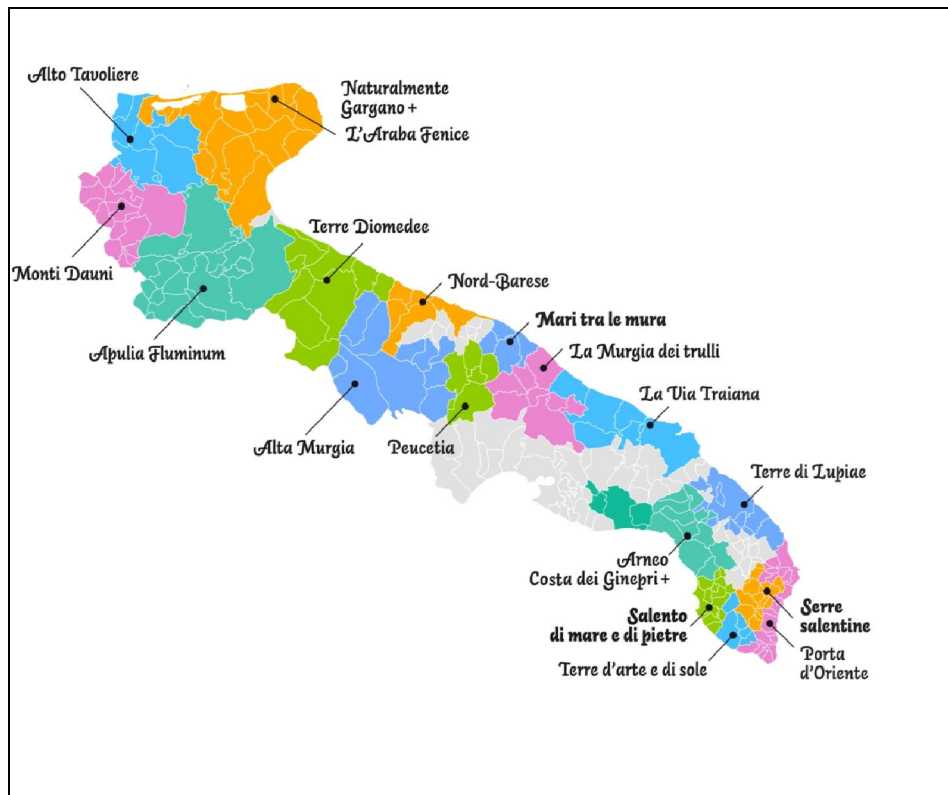 Alto Tavoliere
Naturalmente
Gargano +
L'Araba Fenice
Terre Diomedee
Monti Dauni
Nord-Barese
Mari tra le mura
Apulia Fluminum
La Murgia dei trulli
La Via Traiana
Alta Murgia
Peucetia
Terre di Lupiae
Arneo
Costa dei Ginepri +
Salento
di mare e di pietre
Serre
salentine
Terre d'arte e di sole
Porta
d'Oriente